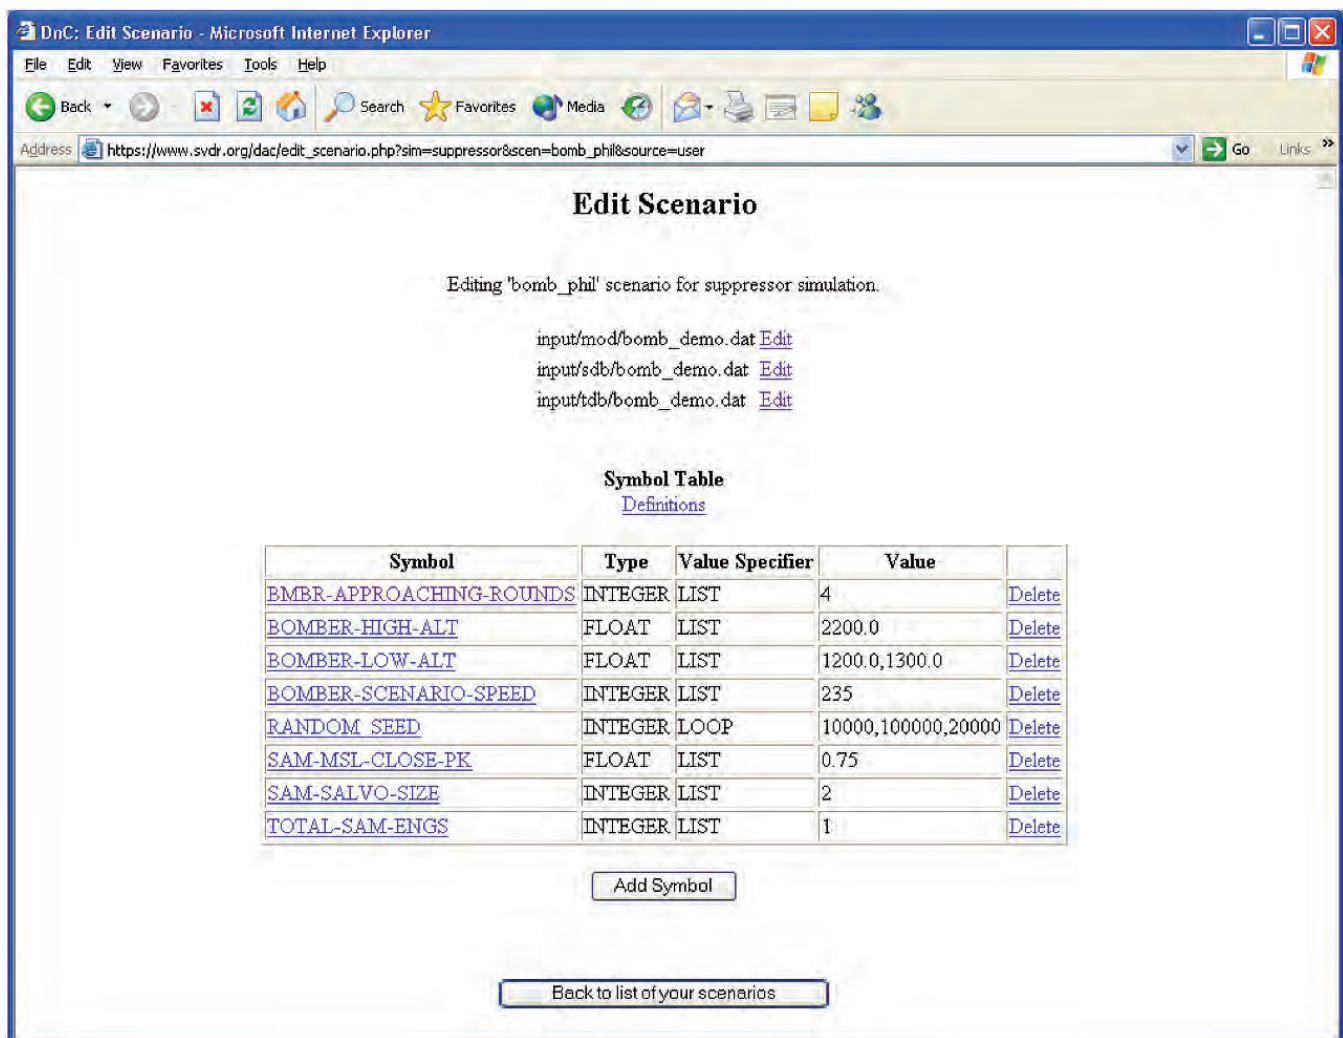 DnC: Edit Scenario - Microsoft Internet Explorer
File Edit View Favorites Tools Help
Back Search Favorites Media
Address https://www.svdr.org/dac/edit_scenario.php?sim=suppressor&scen=bomb_phil&source=user Go Links »
Edit Scenario
Editing 'bomb_phil' scenario for suppressor simulation.
input/mod/bomb_demo.dat Edit
input/sdb/bomb_demo.dat Edit
input/tdb/bomb_demo.dat Edit
Symbol Table
Definitions
Symbol Type Value Specifier Value
BMBR-APPROACHING-ROUNDS INTEGER LIST 4 Delete
BOMBER-HIGH-ALT FLOAT LIST 2200.0 Delete
BOMBER-LOW-ALT FLOAT LIST 1200.0,1300.0 Delete
BOMBER-SCENARIO-SPEED INTEGER LIST 235 Delete
RANDOM_SEED INTEGER LOOP 10000,100000,20000 Delete
SAM-MSL-CLOSE-PK FLOAT LIST 0.75 Delete
SAM-SALVO-SIZE INTEGER LIST 2 Delete
TOTAL-SAM-ENGS INTEGER LIST 1 Delete
Add Symbol
Back to list of your scenarios